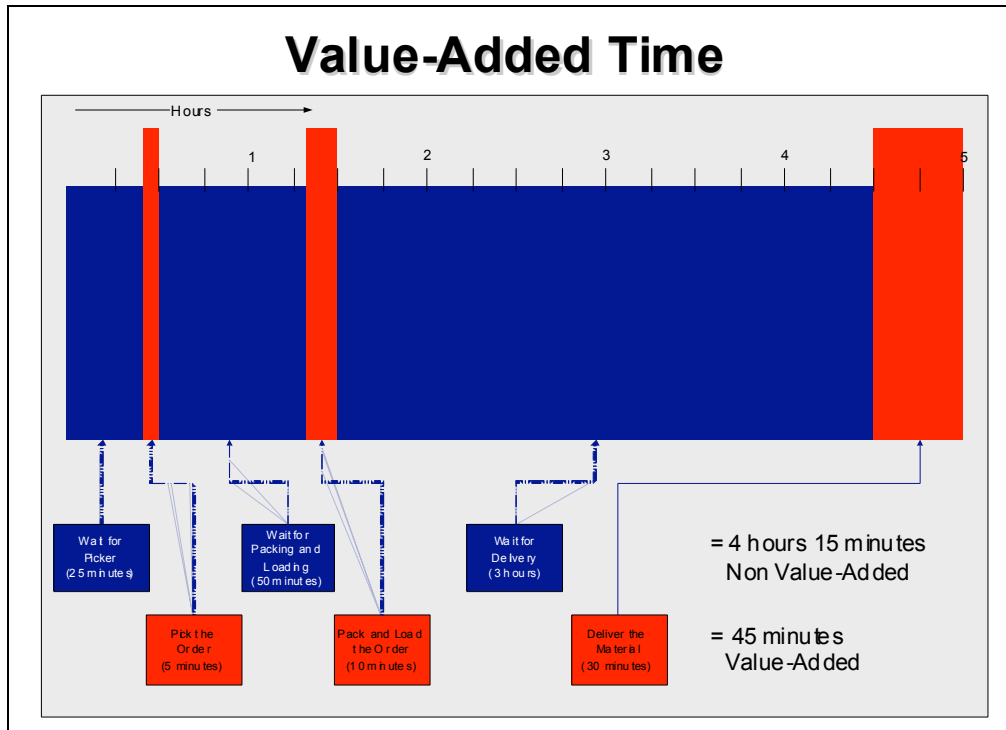 Value-Added Time
Hours
1
2
3
4
5
Wait for
Picker
(25 minutes)
Wait for
Packing and
Loading
(50 minutes)
Wait for
Delivery
(3 hours)
= 4 hours 15 minutes
Non Value-Added
Pick the
Order
(5 minutes)
Pack and Load
the Order
(10 minutes)
Deliver the
Material
(30 minutes)
= 45 minutes
Value-Added